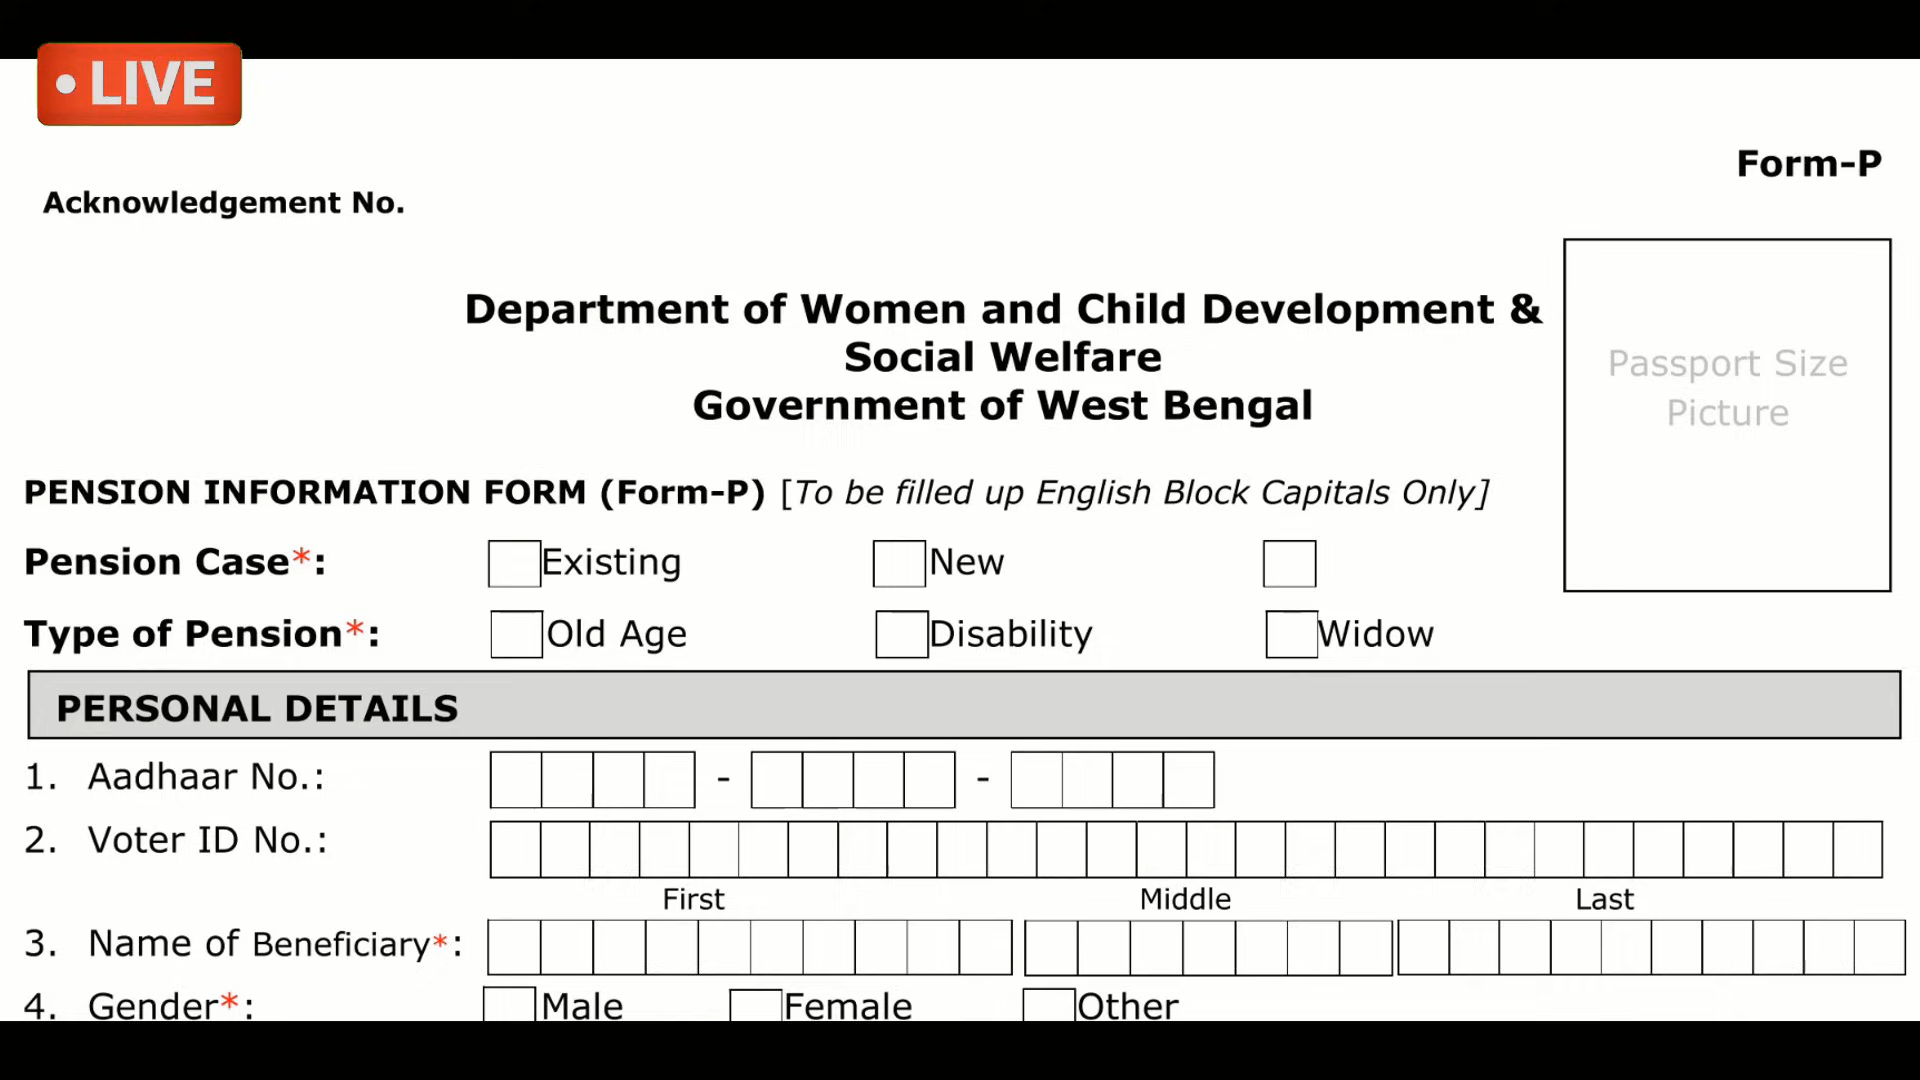 • LIVE
Form-P
Acknowledgement No.
Department of Women and Child Development &
Social Welfare
Government of West Bengal
Passport Size
Picture
PENSION INFORMATION FORM (Form-P) [To be filled up English Block Capitals Only]
Pension Case*: Existing New
Type of Pension*: Old Age Disability Widow
PERSONAL DETAILS
1. Aadhaar No.: - -
2. Voter ID No.:
First Middle Last
3. Name of Beneficiary*:
4. Gender*: Male Female Other